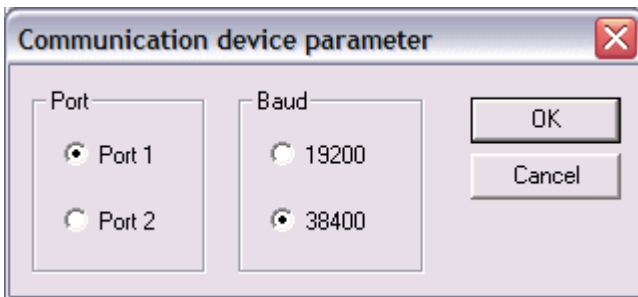 Communication device parameter
Port
Port 1
Port 2
Baud
19200
38400
OK
Cancel